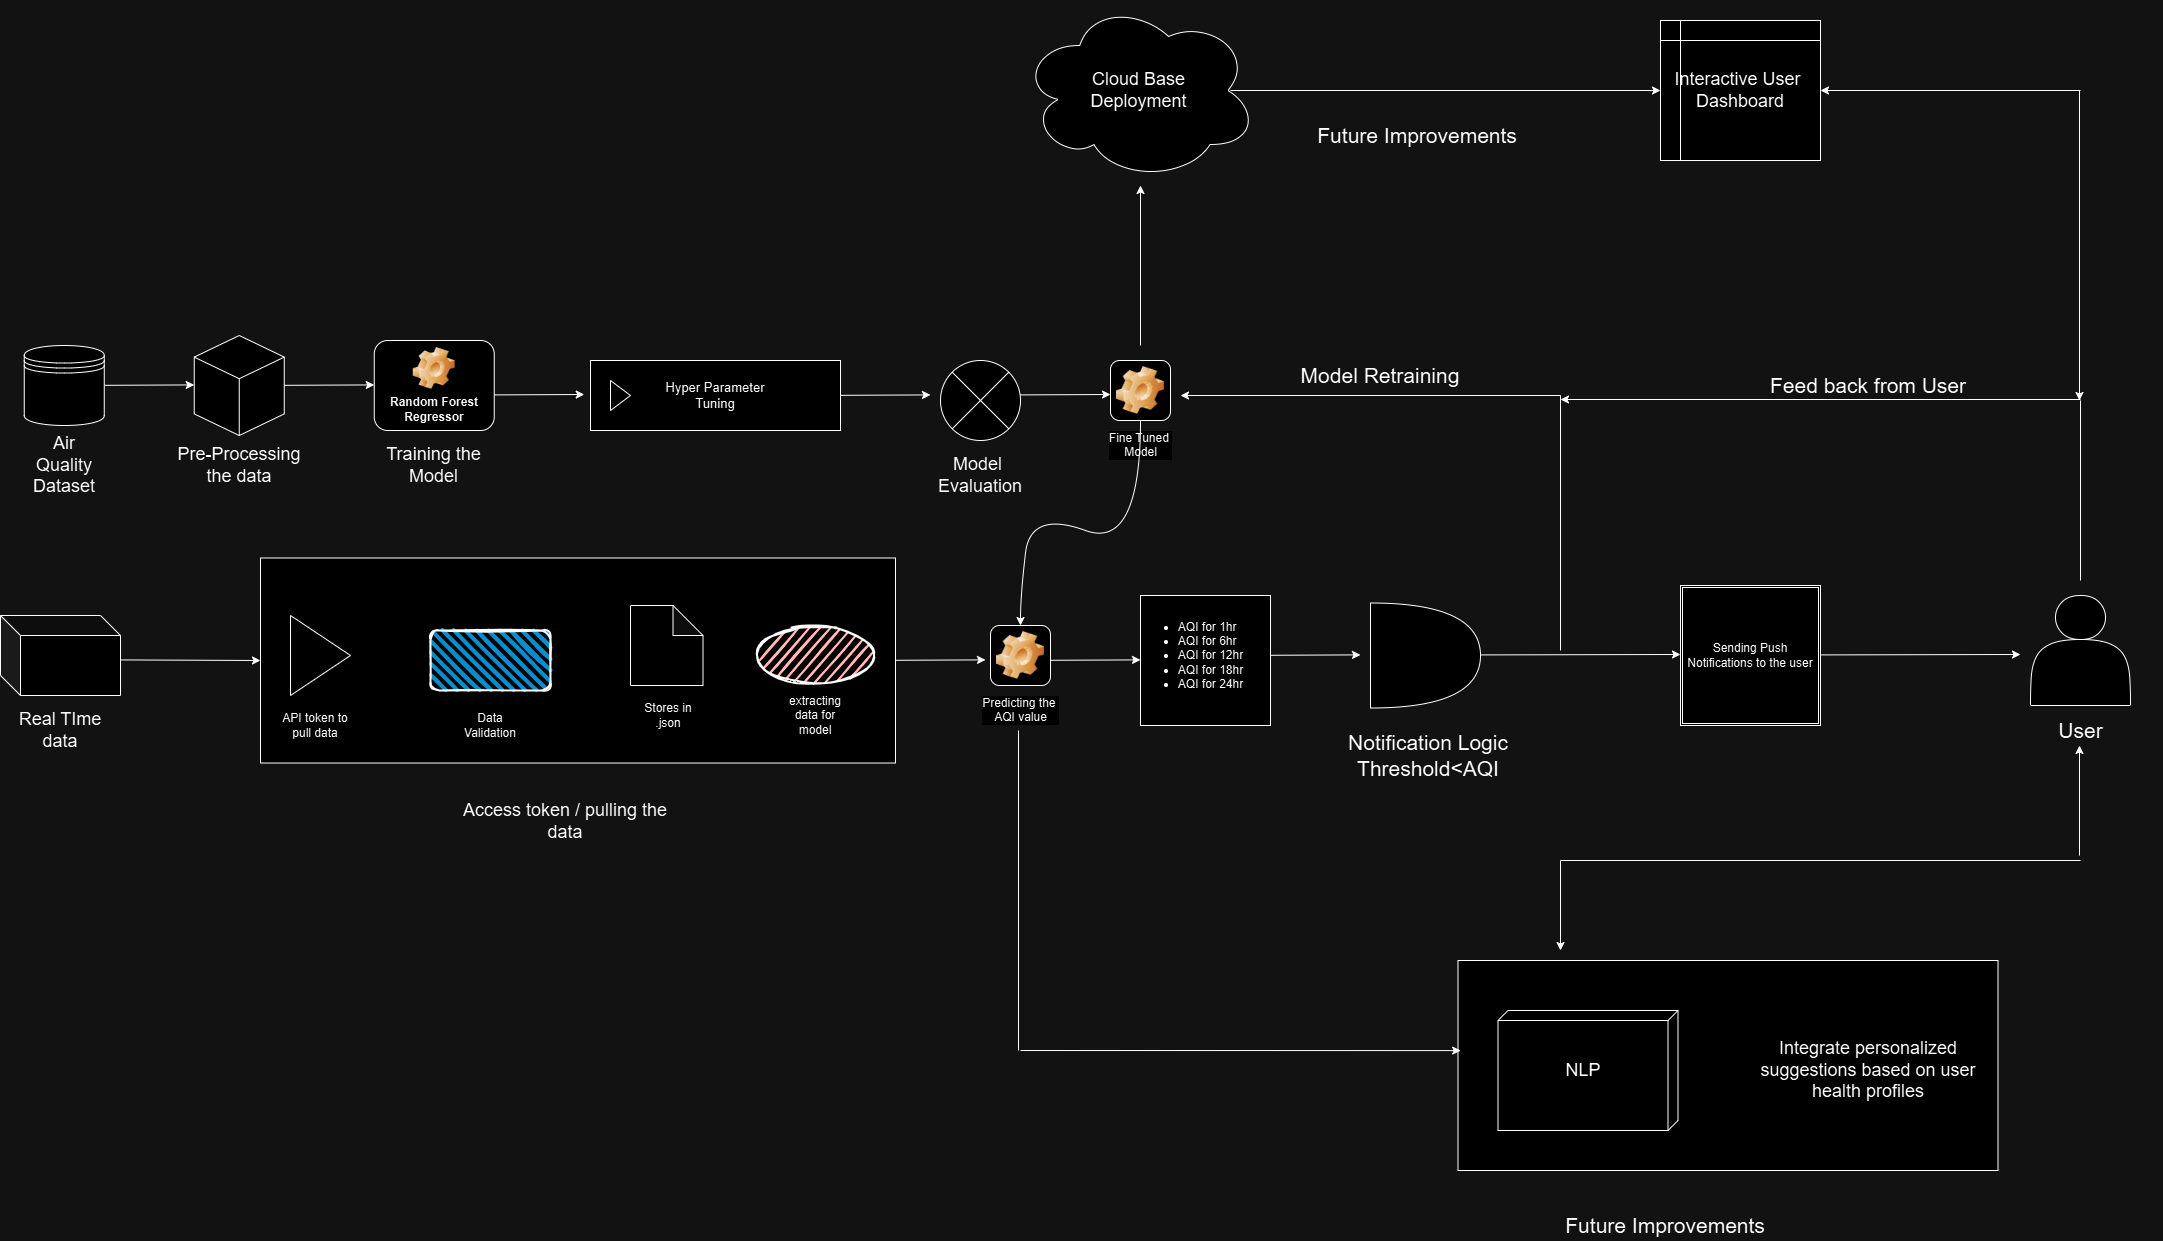 Cloud Base
Deployment
Interactive User
Dashboard
Future Improvements
Random Forest
Regressor
Hyper Parameter
Tuning
Model Retraining
Feed back from User
Air
Quality
Dataset
Pre-Processing
the data
Training the
Model
Model
Evaluation
Fine Tuned
Model
Real TIme
data
API token to
pull data
Data
Validation
Stores in
.json
extracting
data for
model
Access token / pulling the
data
Predicting the
AQI value
AQI for 1hr
AQI for 6hr
AQI for 12hr
AQI for 18hr
AQI for 24hr
Notification Logic
Threshold<AQI
Sending Push
Notifications to the user
User
NLP
Integrate personalized
suggestions based on user
health profiles
Future Improvements